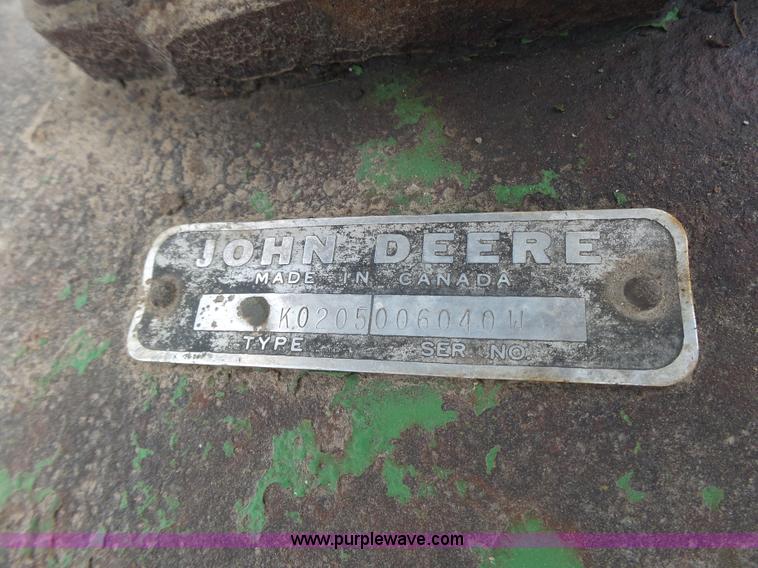 JOHN DEERE
MADE IN CANADA
K0205 006040W
TYPE SER NO.
www.purplewave.com